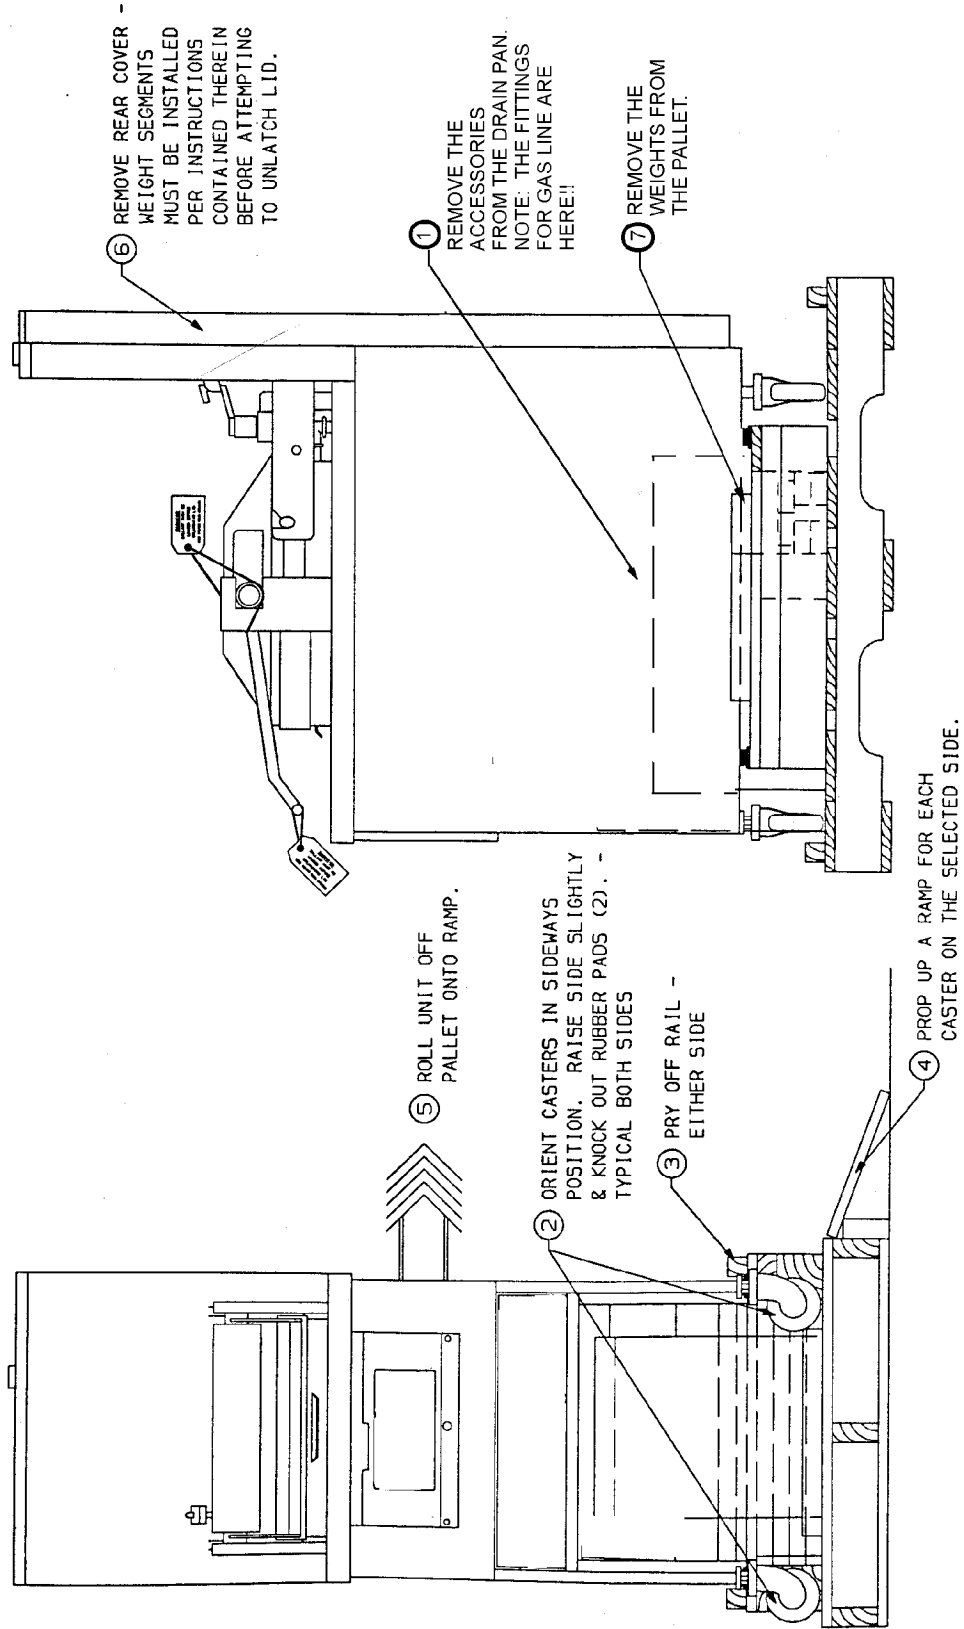 6 REMOVE REAR COVER -
WEIGHT SEGMENTS
MUST BE INSTALLED
PER INSTRUCTIONS
CONTAINED THEREIN
BEFORE ATTEMPTING
TO UNLATCH LID.
1 REMOVE THE
ACCESSORIES
FROM THE DRAIN PAN.
NOTE: THE FITTINGS
FOR GAS LINE ARE
HERE!!
7 REMOVE THE
WEIGHTS FROM
THE PALLET.
5 ROLL UNIT OFF
PALLET ONTO RAMP.
2 ORIENT CASTERS IN SIDEWAYS
POSITION. RAISE SIDE SLIGHTLY
& KNOCK OUT RUBBER PADS (2). -
TYPICAL BOTH SIDES
3 PRY OFF RAIL -
EITHER SIDE
4 PROP UP A RAMP FOR EACH
CASTER ON THE SELECTED SIDE.